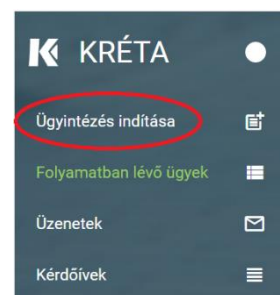 KRÉTA
Ügyintézés indítása
Folyamatban lévő ügyek
Üzenetek
Kérdőívek